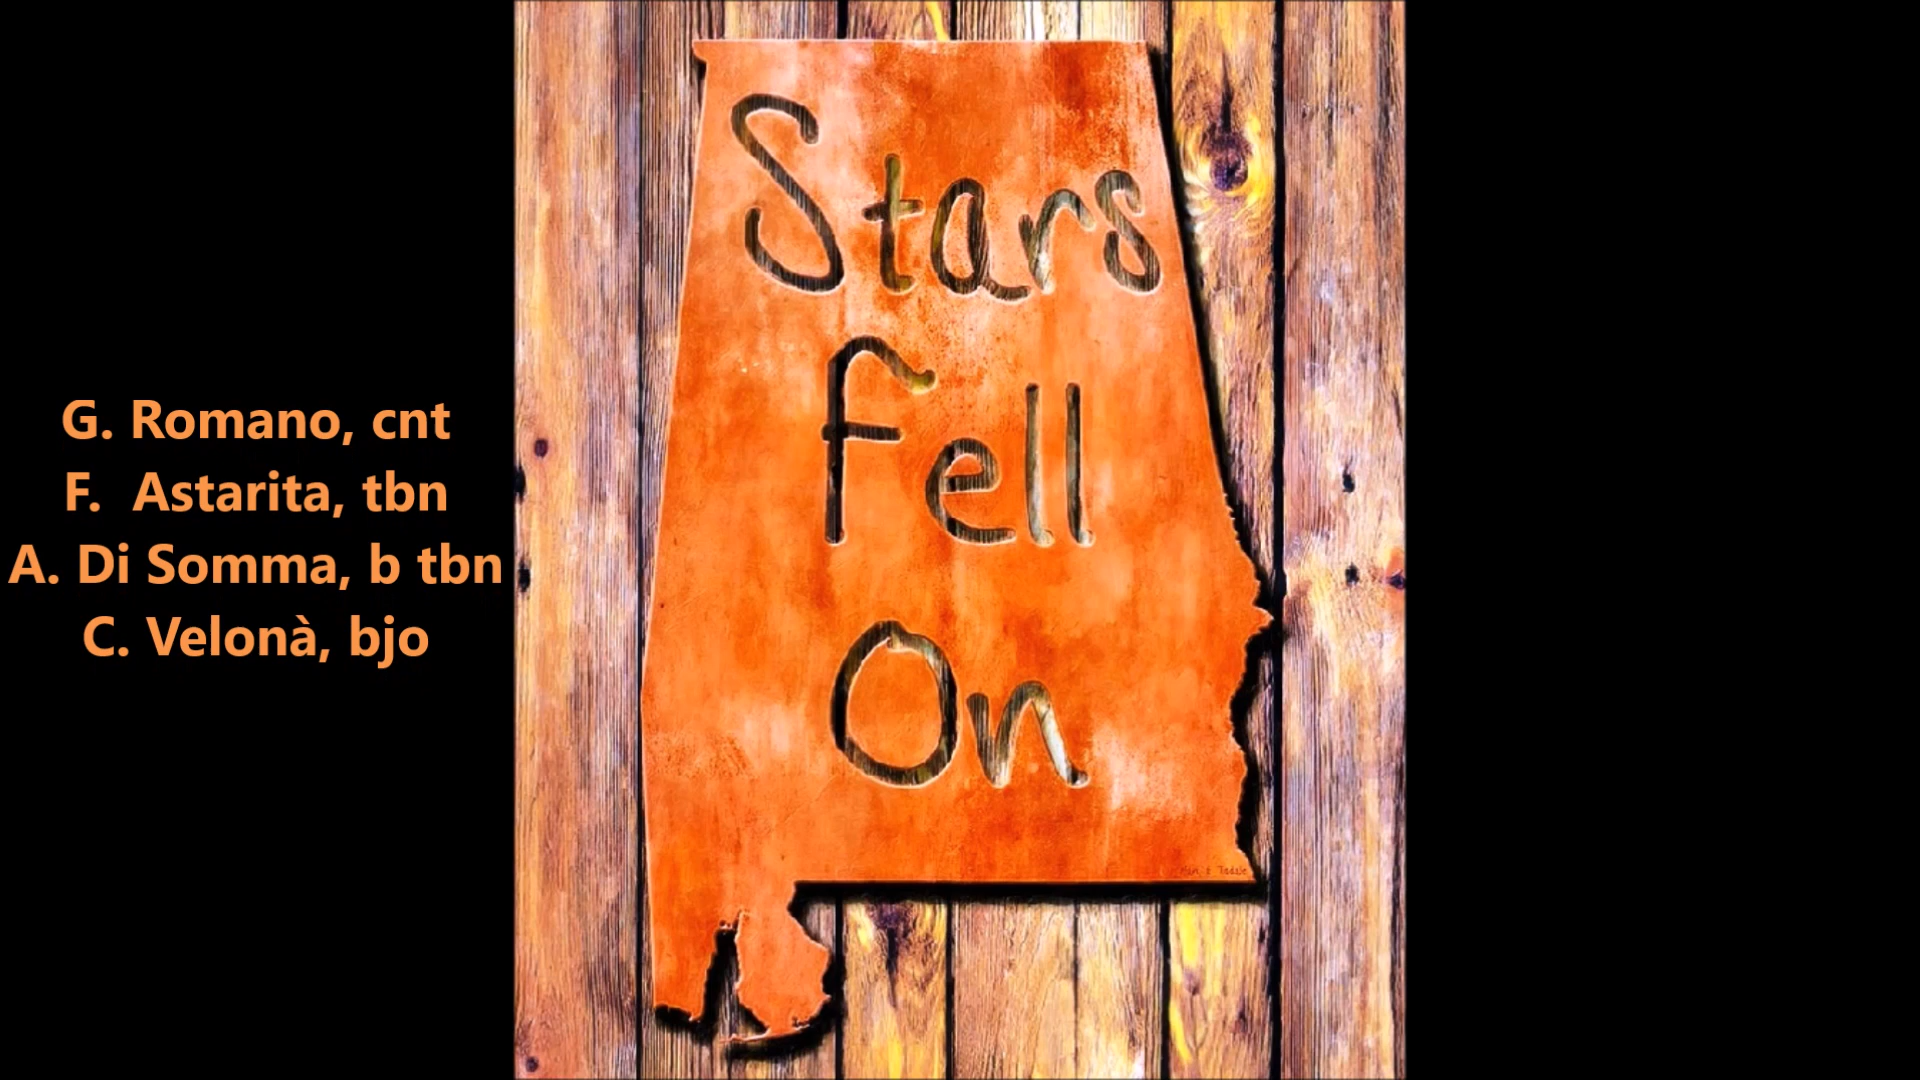 G. Romano, cnt
F.  Astarita, tbn
A. Di Somma, b tbn
C. Velonà, bjo
Stars
Fell
On